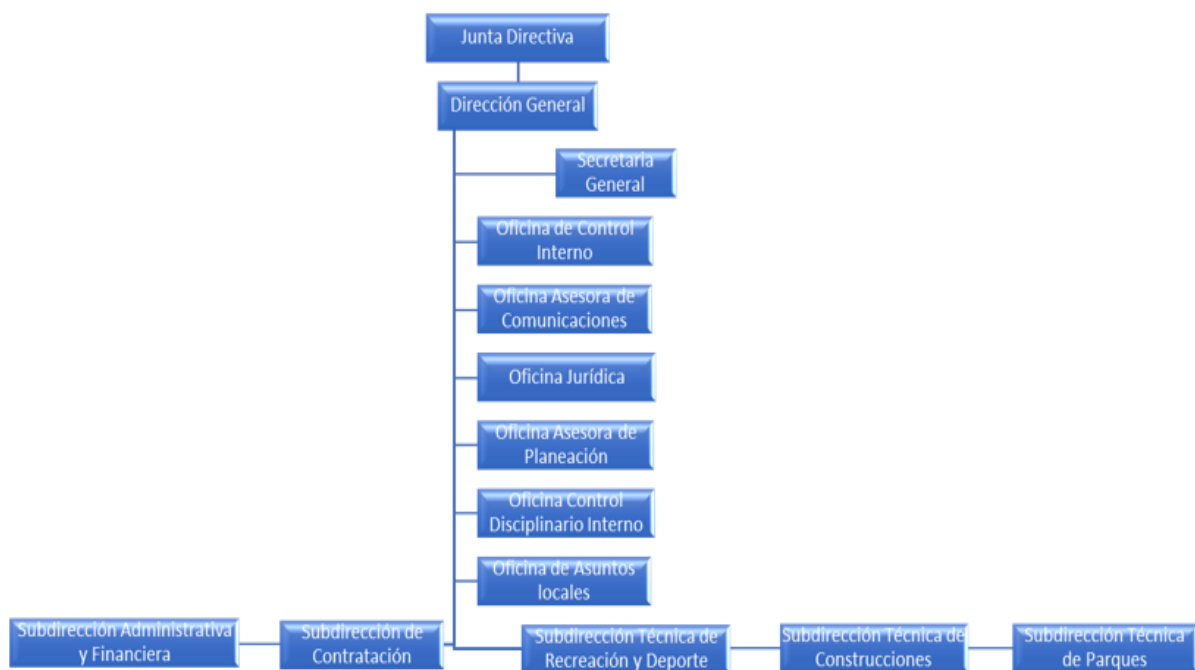 Junta Directiva
Dirección General
Secretaria
General
Oficina de Control
Interno
Oficina Asesora de
Comunicaciones
Oficina Jurídica
Oficina Asesora de
Planeación
Oficina Control
Disciplinario Interno
Oficina de Asuntos
locales
Subdirección Administrativa
y Financiera
Subdirección de
Contratación
Subdirección Técnica de
Recreación y Deporte
Subdirección Técnica de
Construcciones
Subdirección Técnica
de Parques